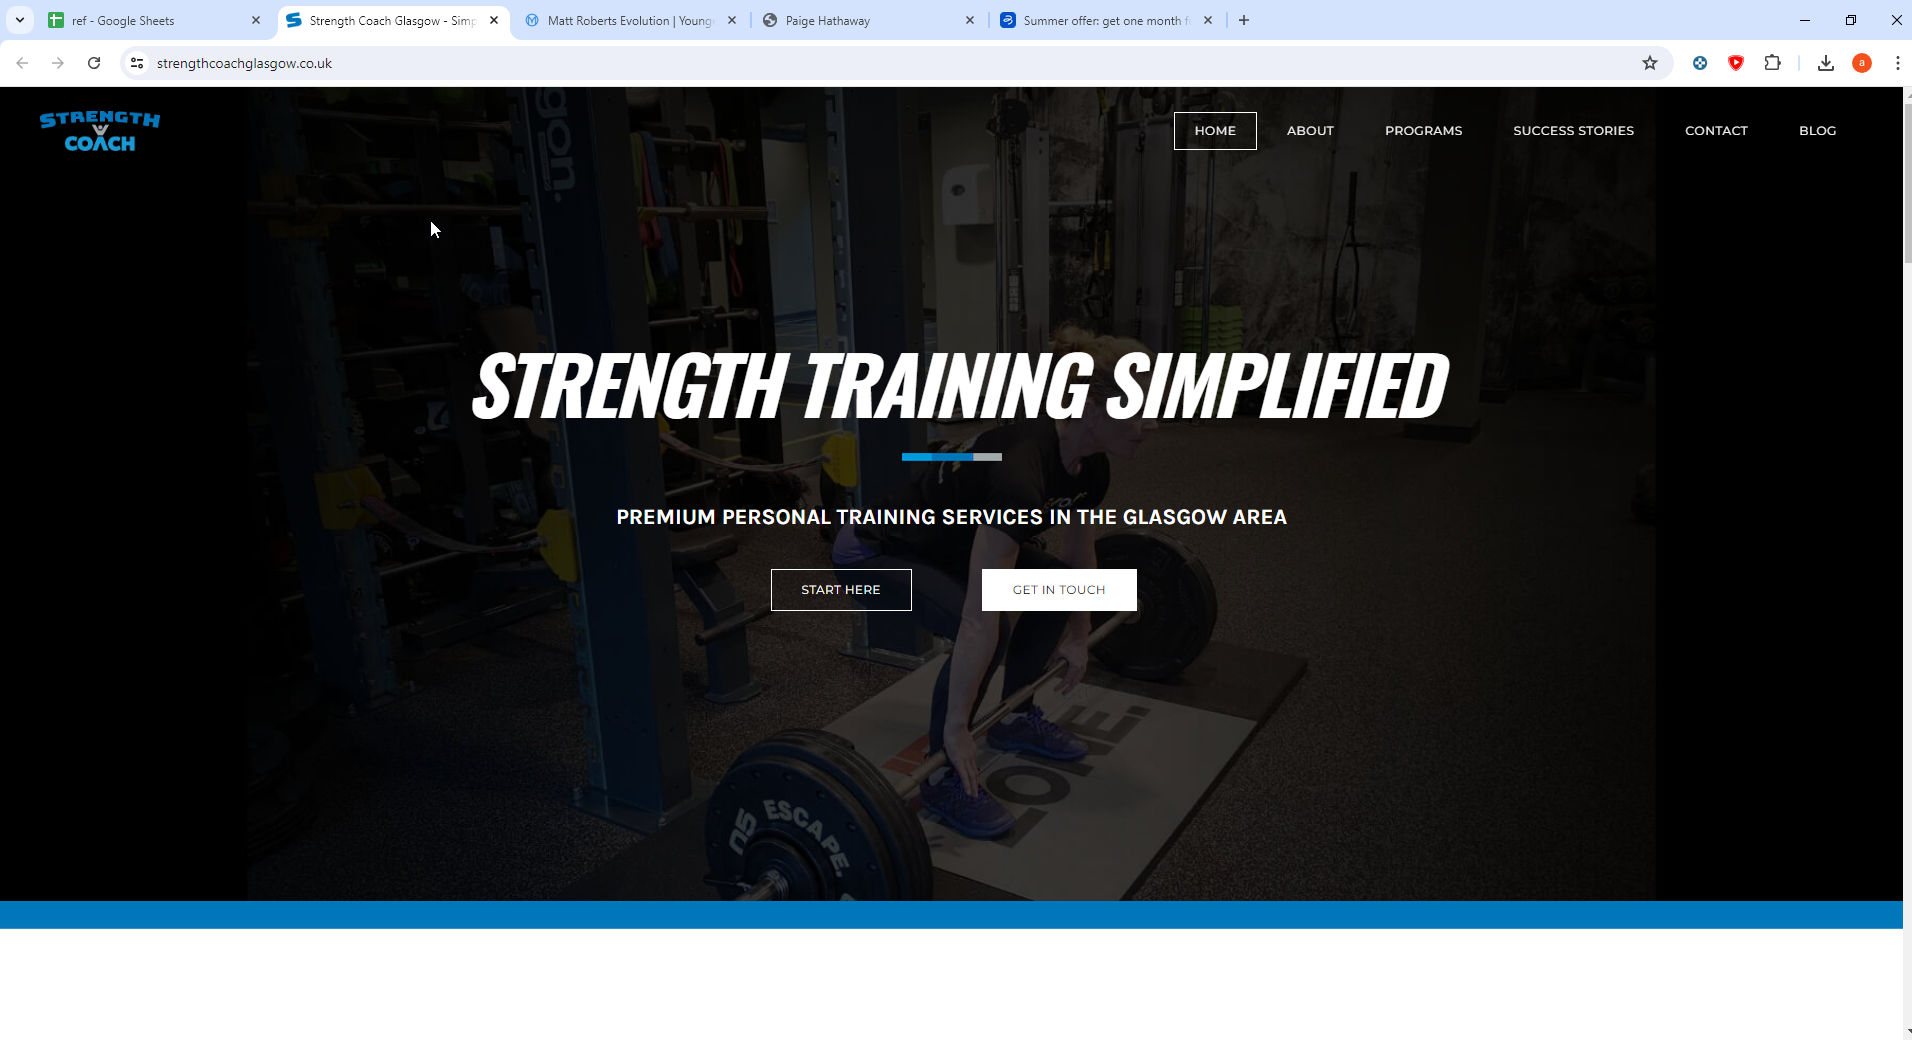 ref - Google Sheets
Strength Coach Glasgow - Simp
Matt Roberts Evolution | Young
Paige Hathaway
Summer offer: get one month f
strengthcoachglasgow.co.uk
a
STRENGTH
COACH
HOME
ABOUT
PROGRAMS
SUCCESS STORIES
CONTACT
BLOG
gon.
STRENGTH TRAINING SIMPLIFIED
PREMIUM PERSONAL TRAINING SERVICES IN THE GLASGOW AREA
START HERE
GET IN TOUCH
ONE.
ESCAPE.